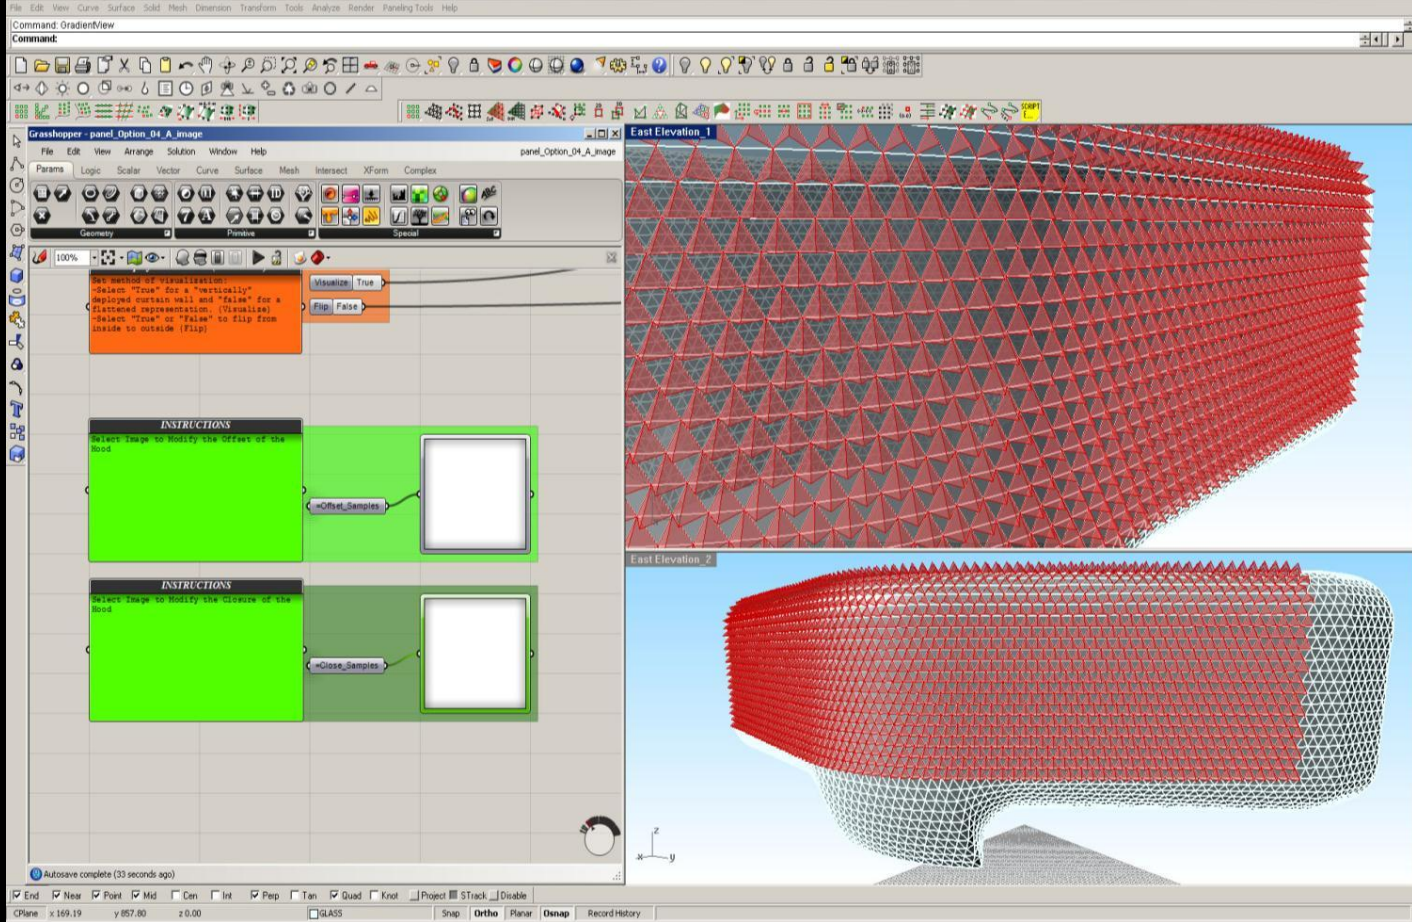 File Edit View Curve Surface Solid Mesh Dimension Transform Tools Analyze Render Paneling Tools Help
Command: GradientView
Command:
SCRIPT
Grasshopper - panel_Option_04_A_image
File Edit View Arrange Solution Window Help panel_Option_04_A_image
Params Logic Scalar Vector Curve Surface Mesh Intersect XForm Complex
Geometry Primitive Special
100%
Set method of visualization:
-Select "True" for a "vertically"
deployed curtain wall and "false" for a
flattened representation. (Visualize)
-Select "True" or "False" to flip from
inside to outside (Flip)
Visualize True
Flip False
INSTRUCTIONS
Select Image to Modify the Offset of the
Hood
=Offset_Samples
INSTRUCTIONS
Select Image to Modify the Closure of the
Hood
=Close_Samples
Autosave complete (33 seconds ago)
East Elevation_1
East Elevation_2
z
x y
End Near Point Mid Cen Int Perp Tan Quad Knot Project STrack Disable
CPlane x 169.19 y 857.80 z 0.00 GLASS Snap Ortho Planar Osnap Record History